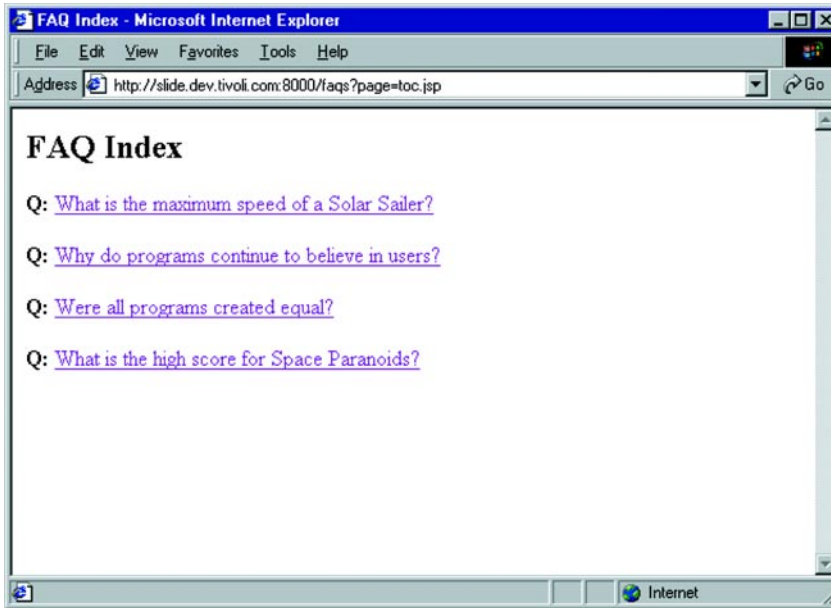 FAQ Index - Microsoft Internet Explorer
File Edit View Favorites Tools Help
Address http://slide.dev.tivoli.com:8000/faqs?page=toc.jsp Go
FAQ Index
Q: What is the maximum speed of a Solar Sailer?
Q: Why do programs continue to believe in users?
Q: Were all programs created equal?
Q: What is the high score for Space Paranoids?
Internet